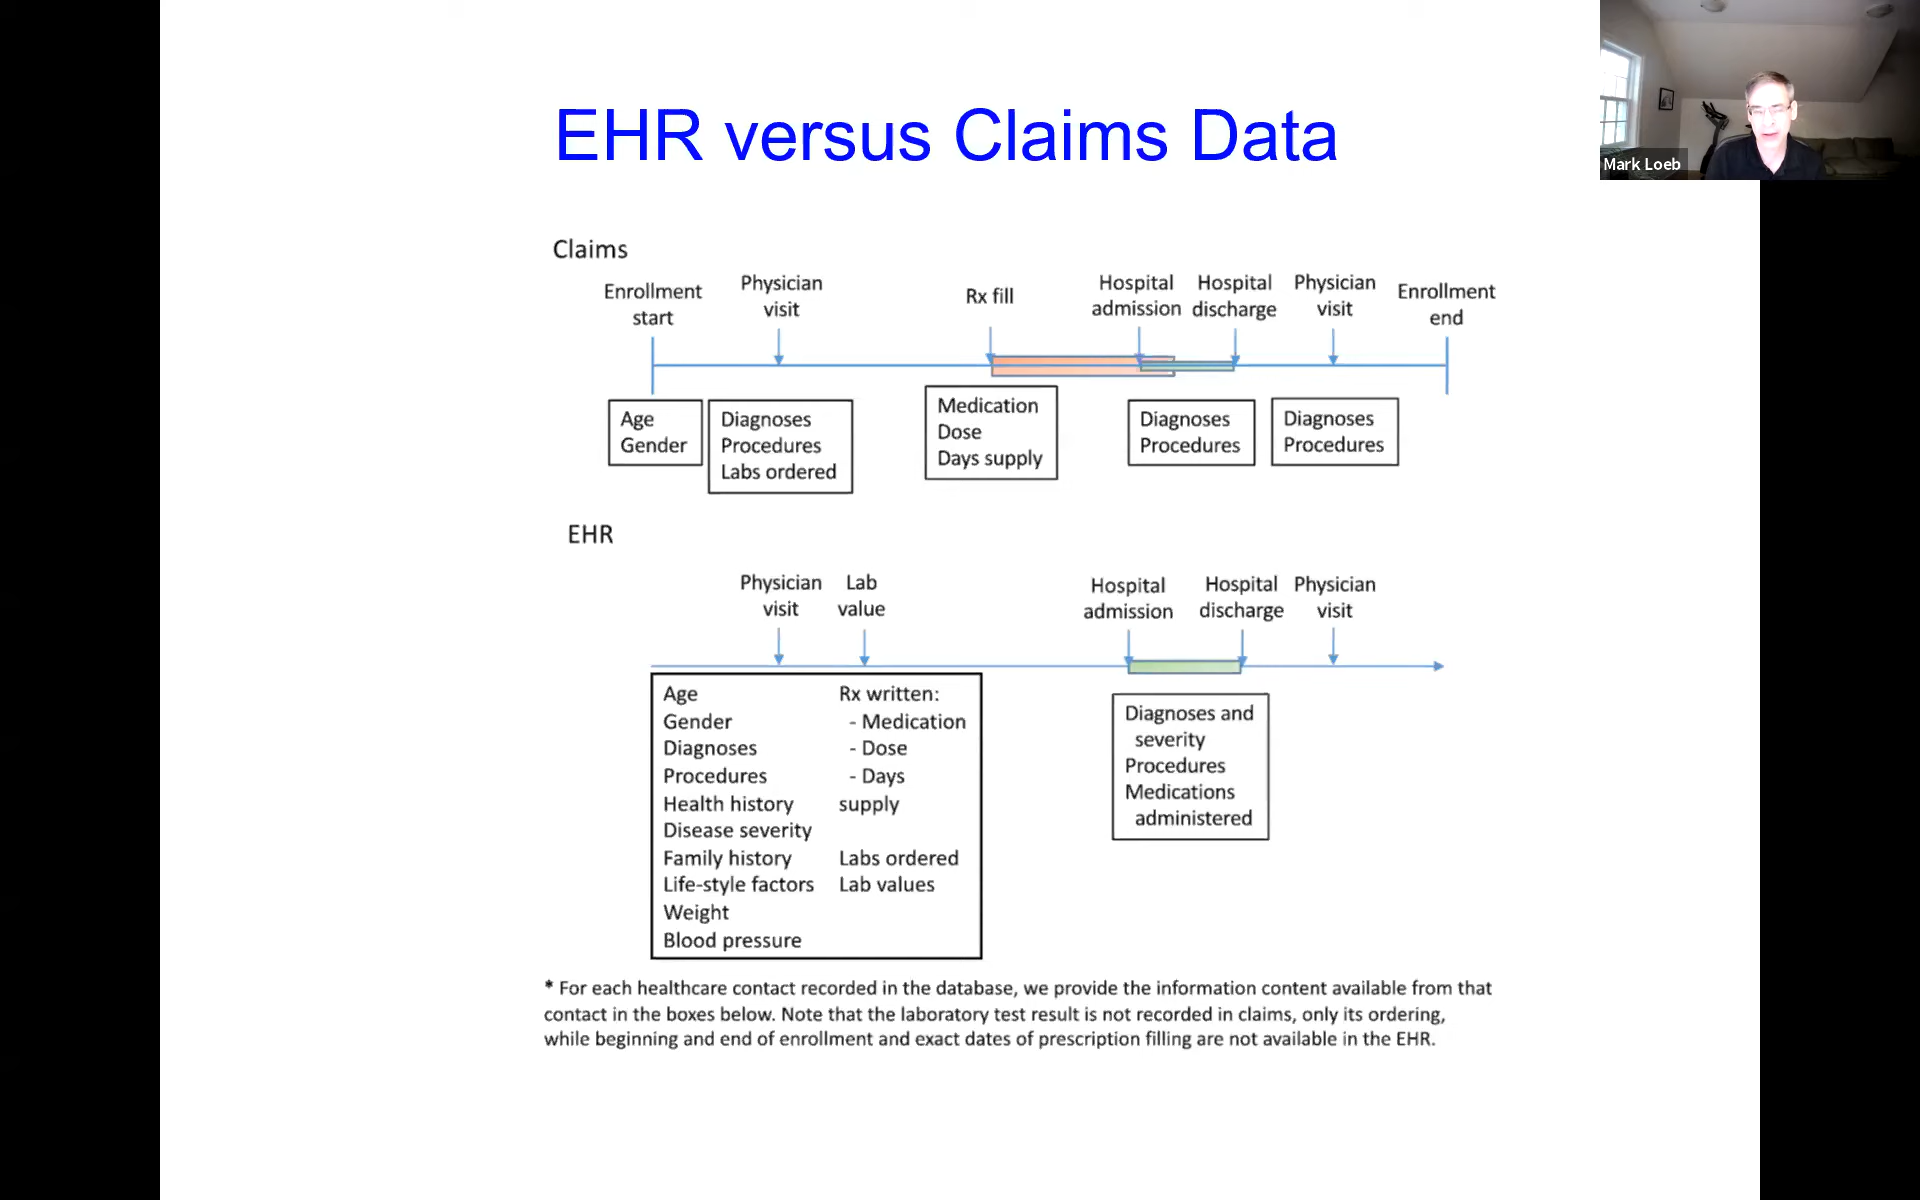 EHR versus Claims Data
Mark Loeb
Claims
Enrollment
start
Physician
visit
Rx fill
Hospital
admission
Hospital
discharge
Physician
visit
Enrollment
end
Age
Gender
Diagnoses
Procedures
Labs ordered
Medication
Dose
Days supply
Diagnoses
Procedures
Diagnoses
Procedures
EHR
Physician
visit
Lab
value
Hospital
admission
Hospital
discharge
Physician
visit
Age
Gender
Diagnoses
Procedures
Health history
Disease severity
Family history
Life-style factors
Weight
Blood pressure
Rx written:
- Medication
- Dose
- Days
supply
Labs ordered
Lab values
Diagnoses and
severity
Procedures
Medications
administered
* For each healthcare contact recorded in the database, we provide the information content available from that
contact in the boxes below. Note that the laboratory test result is not recorded in claims, only its ordering,
while beginning and end of enrollment and exact dates of prescription filling are not available in the EHR.